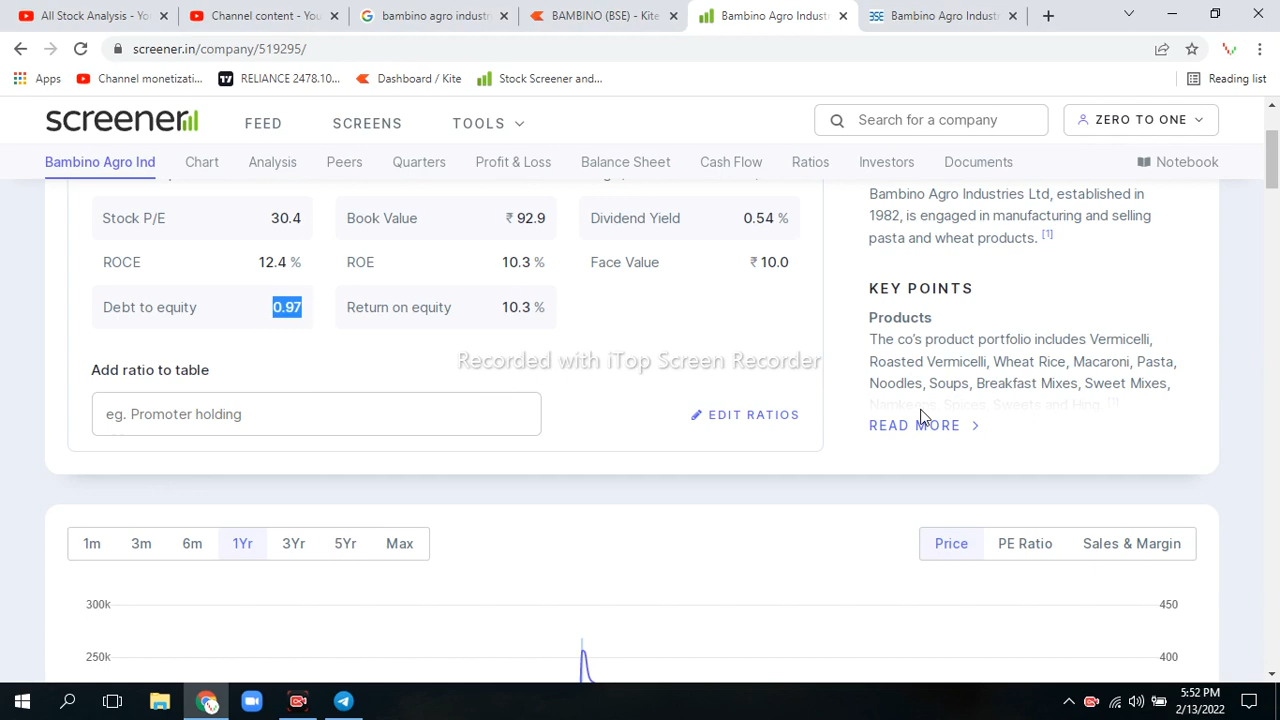 All Stock Analysis - Yo
Channel content - You
bambino agro industri
BAMBINO (BSE) - Kite
Bambino Agro Indust
Bambino Agro Indust
screener.in/company/519295/
Apps
Channel monetizati...
RELIANCE 2478.10...
Dashboard / Kite
Stock Screener and...
Reading list
screener
FEED
SCREENS
TOOLS
Search for a company
ZERO TO ONE
Bambino Agro Ind
Chart
Analysis
Peers
Quarters
Profit & Loss
Balance Sheet
Cash Flow
Ratios
Investors
Documents
Notebook
Stock P/E 30.4
Book Value ₹ 92.9
Dividend Yield 0.54 %
ROCE 12.4 %
ROE 10.3 %
Face Value ₹ 10.0
Debt to equity 0.97
Return on equity 10.3 %
Add ratio to table
eg. Promoter holding
EDIT RATIOS
Bambino Agro Industries Ltd, established in
1982, is engaged in manufacturing and selling
pasta and wheat products. [1]
KEY POINTS
Products
The co's product portfolio includes Vermicelli,
Roasted Vermicelli, Wheat Rice, Macaroni, Pasta,
Noodles, Soups, Breakfast Mixes, Sweet Mixes,
Namkeens, Spices, Sweets and Hing. [1]
READ MORE
Recorded with iTop Screen Recorder
1m 3m 6m 1Yr 3Yr 5Yr Max
Price PE Ratio Sales & Margin
300k
450
250k
400
5:52 PM
2/13/2022